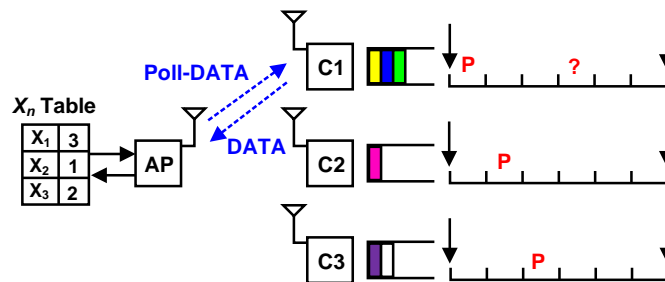 C1
P
?
Poll-DATA
Xn Table
X1 3
X2 1
X3 2
AP
DATA
C2
P
C3
P